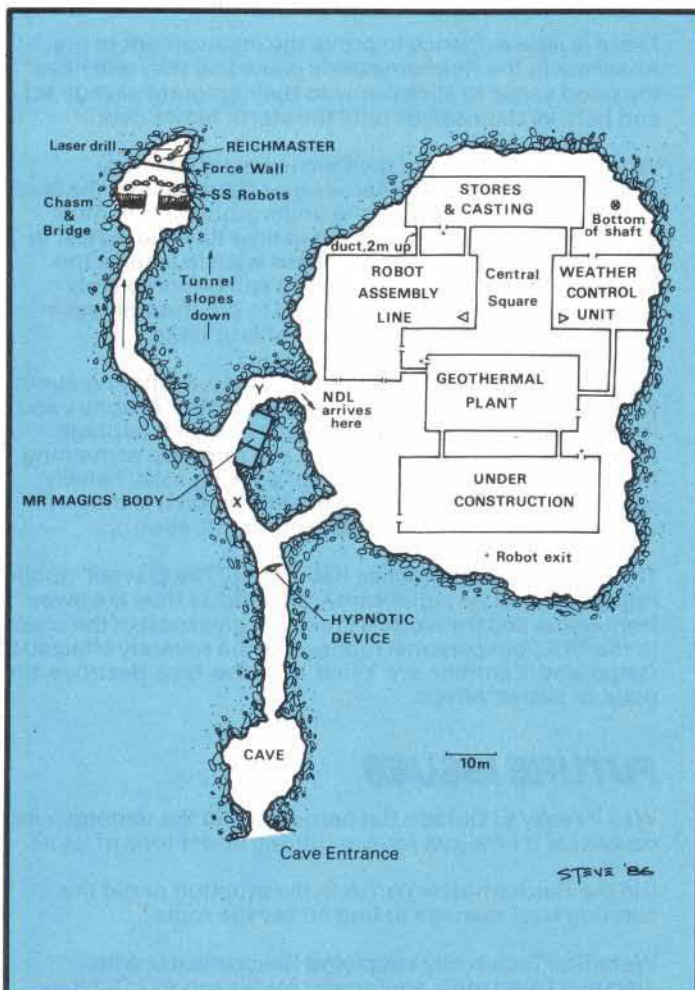 Laser drill
REICHMASTER
Force Wall
SS Robots
Chasm
& Bridge
Tunnel
slopes
down
STORES
& CASTING
Bottom
of shaft
duct, 2m up
ROBOT
ASSEMBLY
LINE
Central
Square
WEATHER
CONTROL
UNIT
Y
NDL
arrives
here
GEOTHERMAL
PLANT
MR MAGICS' BODY
X
UNDER
CONSTRUCTION
Robot exit
HYPNOTIC
DEVICE
CAVE
10m
Cave Entrance
STEVE '86